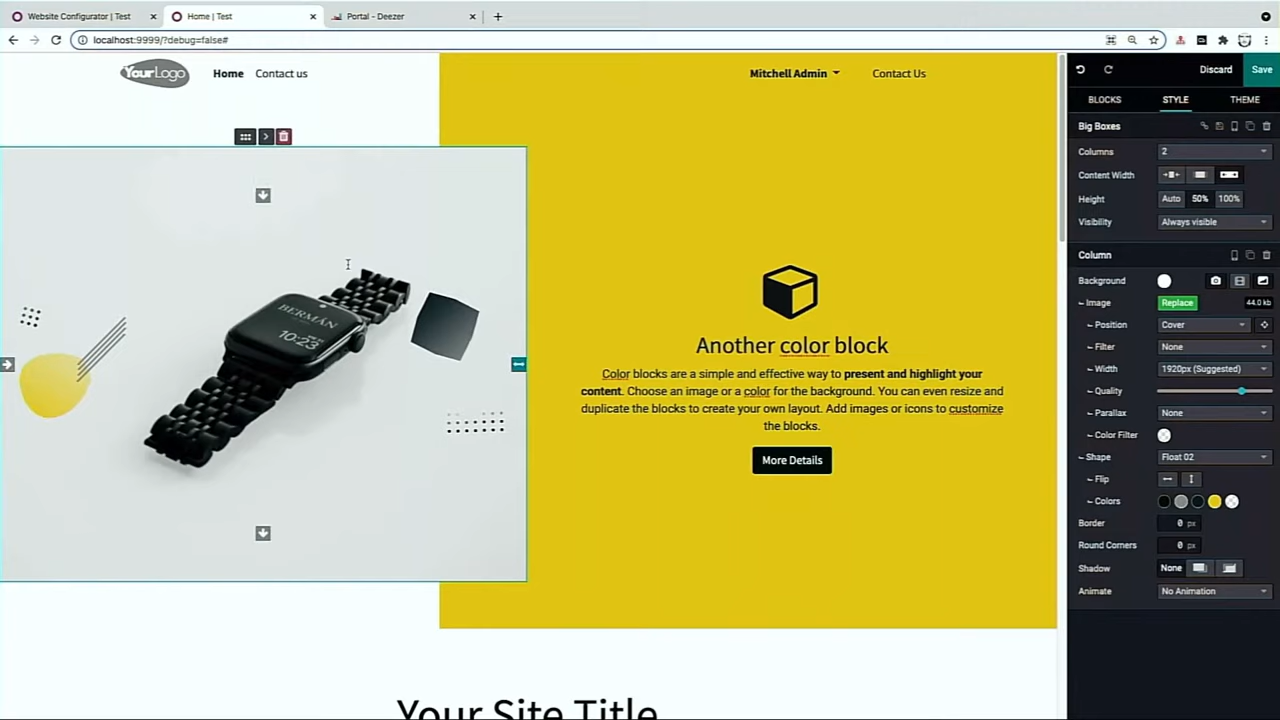 Website Configurator | Test
Home | Test
Portal - Deezer
localhost:9999/?debug=false#
YourLogo
Home
Contact us
Mitchell Admin
Contact Us
Discard
Save
BLOCKS
STYLE
THEME
Big Boxes
Columns
2
Content Width
Height
Auto
50%
100%
Visibility
Always visible
Column
Background
Image
Replace
44.0 kb
Position
Cover
Filter
None
Width
1920px (Suggested)
Quality
Parallax
None
Color Filter
Shape
Float 02
Flip
Colors
Border
0 px
Round Corners
0 px
Shadow
None
Animate
No Animation
BERMÁN
10:23
Another color block
Color blocks are a simple and effective way to present and highlight your
content. Choose an image or a color for the background. You can even resize and
duplicate the blocks to create your own layout. Add images or icons to customize
the blocks.
More Details
Your Site Title